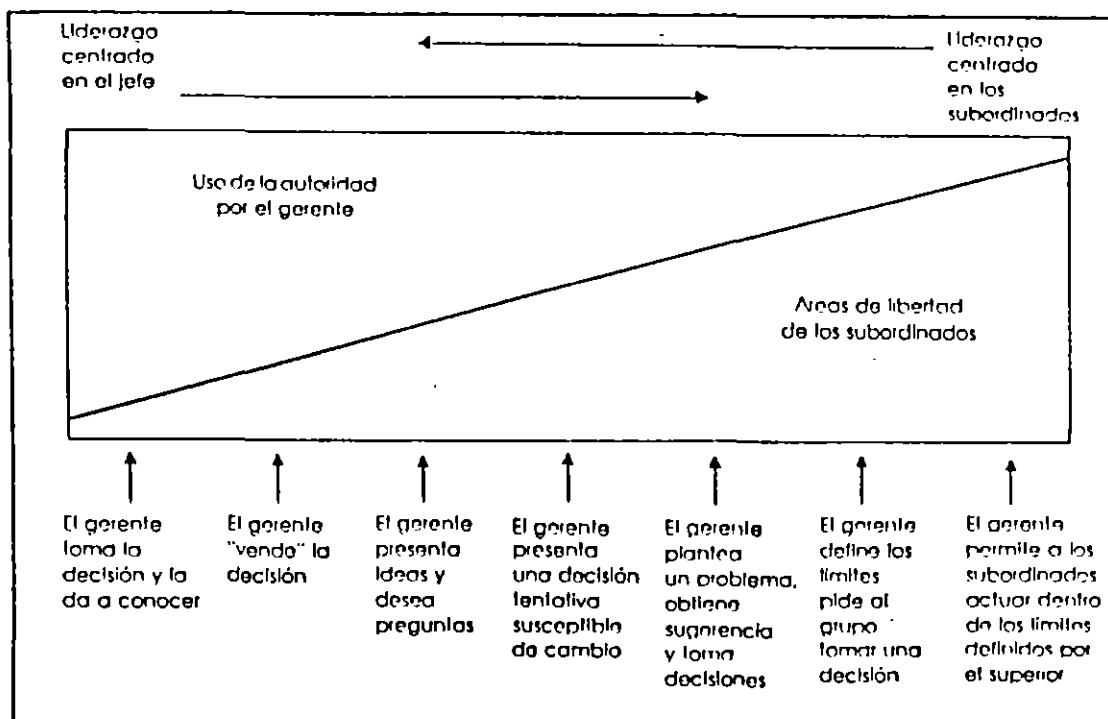 Liderazgo
centrado
en el jefe
Liderazgo
centrado
en los
subordinados
Uso de la autoridad
por el gerente
Areas de libertad
de los subordinados
El gerente
toma la
decisión y la
da a conocer
El gerente
"vende" la
decisión
El gerente
presenta
ideas y
desea
preguntas
El gerente
presenta
una decisión
tentativa
susceptible
de cambio
El gerente
plantea
un problema,
obtiene
sugerencia
y toma
decisiones
El gerente
define los
límites
pide al
grupo
tomar una
decisión
El gerente
permite a los
subordinados
actuar dentro
de los límites
definidos por
el superior